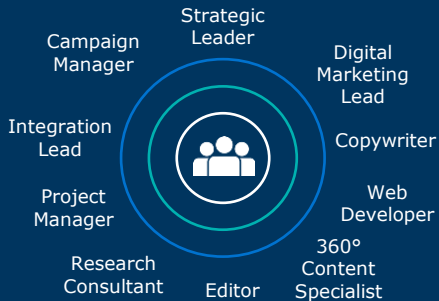 Strategic
Leader
Digital
Marketing
Lead
Copywriter
Web
Developer
360°
Content
Specialist
Editor
Research
Consultant
Project
Manager
Integration
Lead
Campaign
Manager